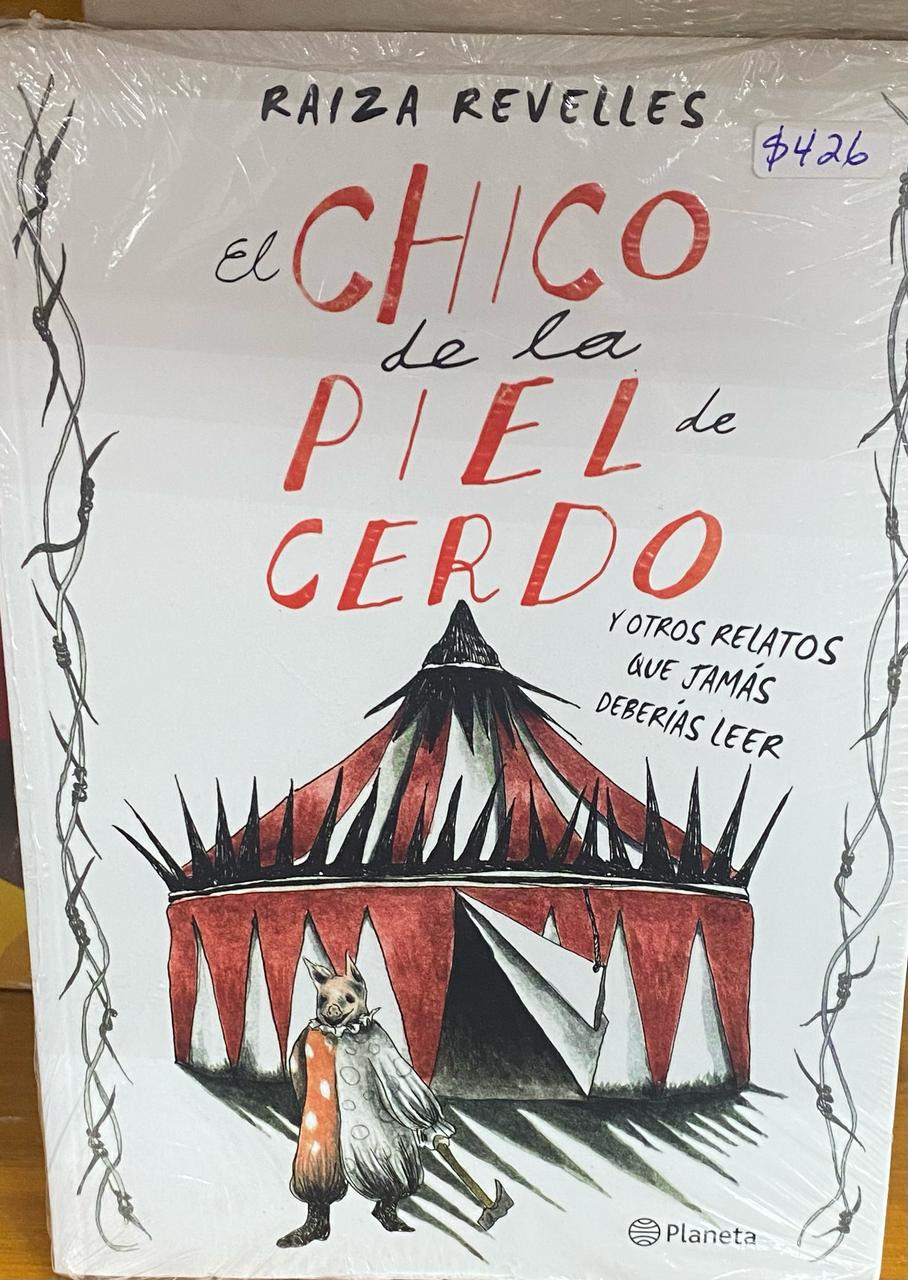 RAIZA REVELLES
$426
El CHICO
de la
PIEL de
CERDO
Y OTROS RELATOS
QUE JAMÁS
DEBERÍAS LEER
Planeta